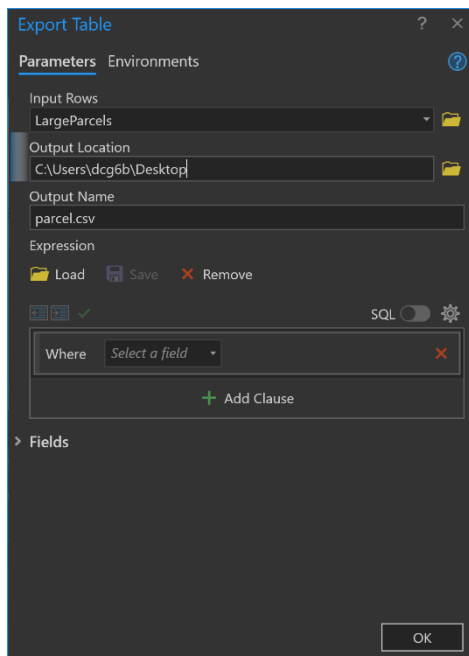 Export Table ? ×
Parameters Environments ?
Input Rows
LargeParcels
Output Location
C:\Users\dcg6b\Desktop
Output Name
parcel.csv
Expression
Load Save Remove
SQL
Where Select a field
Add Clause
Fields
OK